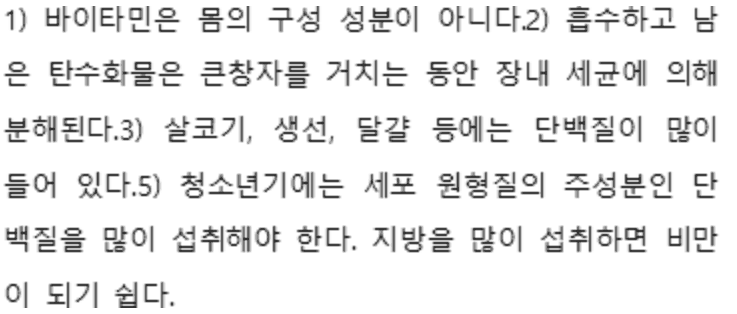 1) 바이타민은 몸의 구성 성분이 아니다.2) 흡수하고 남
은 탄수화물은 큰창자를 거치는 동안 장내 세균에 의해
분해된다.3) 살코기, 생선, 달걀 등에는 단백질이 많이
들어 있다.5) 청소년기에는 세포 원형질의 주성분인 단
백질을 많이 섭취해야 한다. 지방을 많이 섭취하면 비만
이 되기 쉽다.